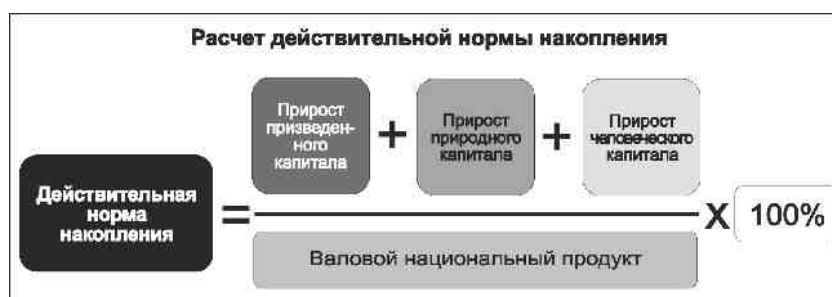 Расчет действительной нормы накопления
Прирост
призведен-
ного
капитала
+
Прирост
природного
капитала
+
Прирост
человеческого
капитала
Действительная
норма
накопления
=
X
100%
Валовой национальный продукт